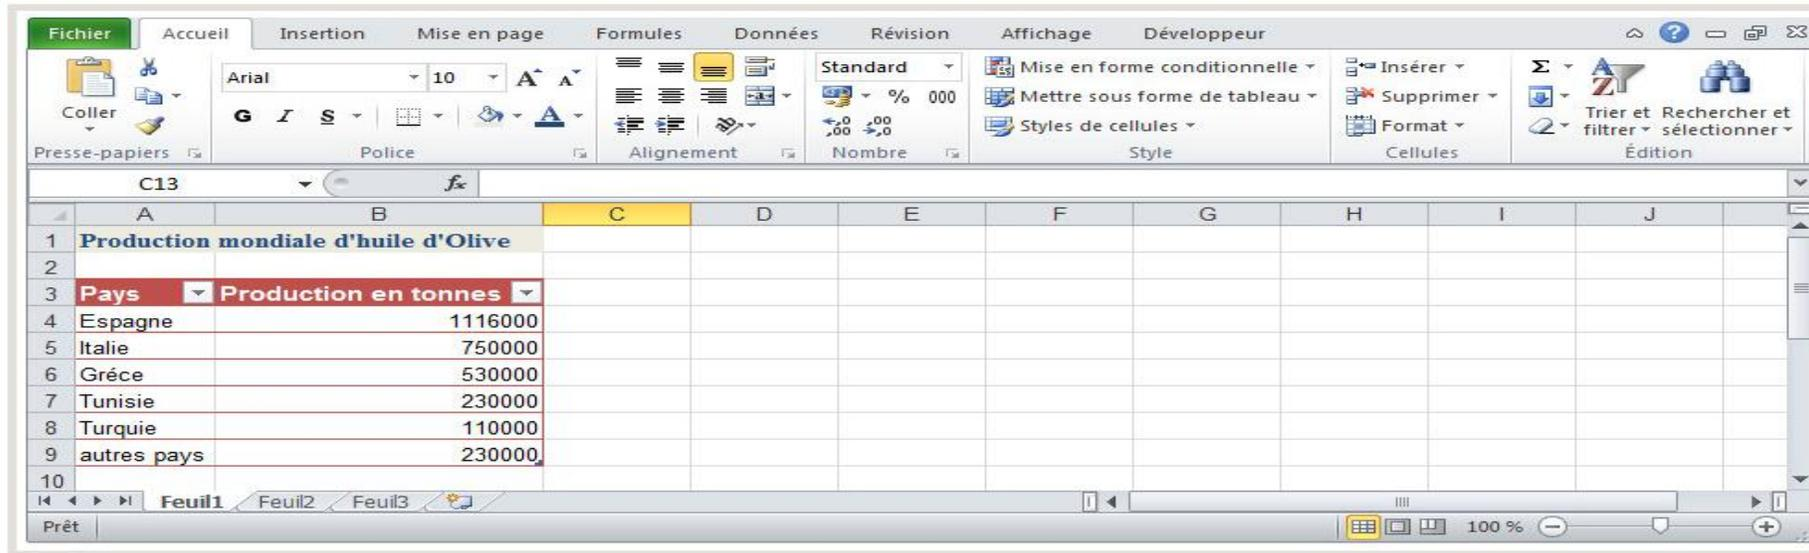 Fichier Accueil Insertion Mise en page Formules Données Révision Affichage Développeur
Coller
Arial 10 A A
G I S A
Standard
% 000
,00 ,00 ,0
Mise en forme conditionnelle
Mettre sous forme de tableau
Styles de cellules
Insérer
Supprimer
Format
Σ
Trier et filtrer
Rechercher et sélectionner
Presse-papiers Police Alignement Nombre Style Cellules Édition
C13 fx
A B C D E F G H I J
1 Production mondiale d'huile d'Olive
2
3 Pays Production en tonnes
4 Espagne 1116000
5 Italie 750000
6 Gréce 530000
7 Tunisie 230000
8 Turquie 110000
9 autres pays 230000
10
Feuil1 Feuil2 Feuil3
Prêt 100 %